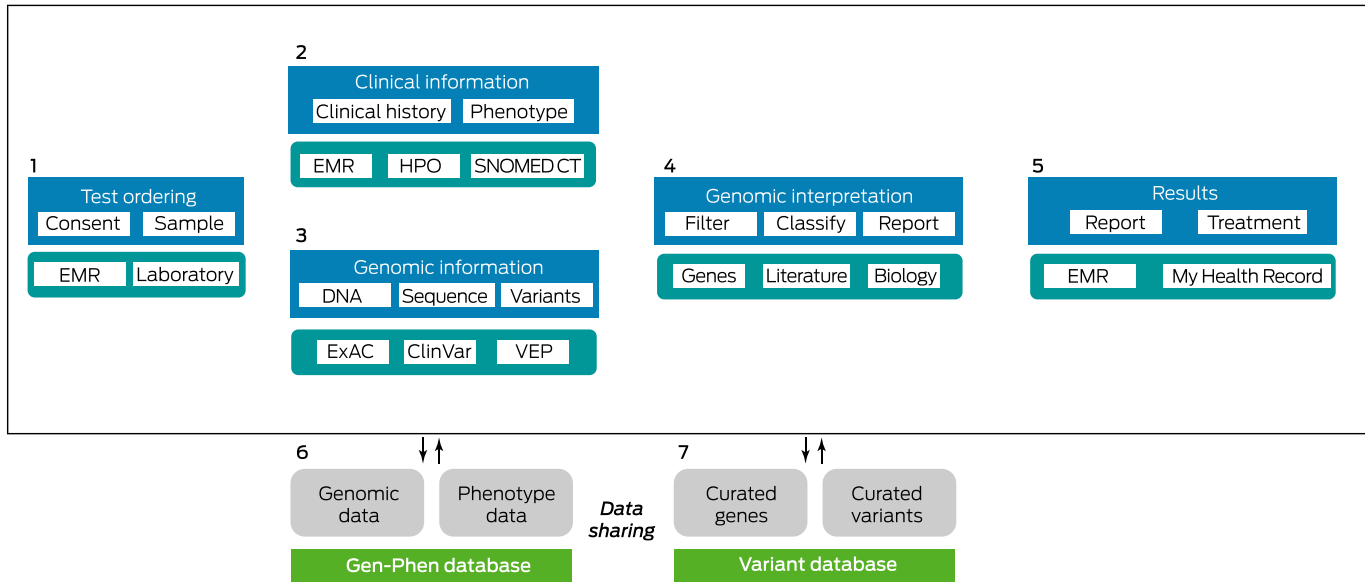 1
Test ordering
Consent Sample
EMR Laboratory
2
Clinical information
Clinical history Phenotype
EMR HPO SNOMED CT
3
Genomic information
DNA Sequence Variants
ExAC ClinVar VEP
4
Genomic interpretation
Filter Classify Report
Genes Literature Biology
5
Results
Report Treatment
EMR My Health Record
6
Genomic data
Phenotype data
Gen-Phen database
Data sharing
7
Curated genes
Curated variants
Variant database